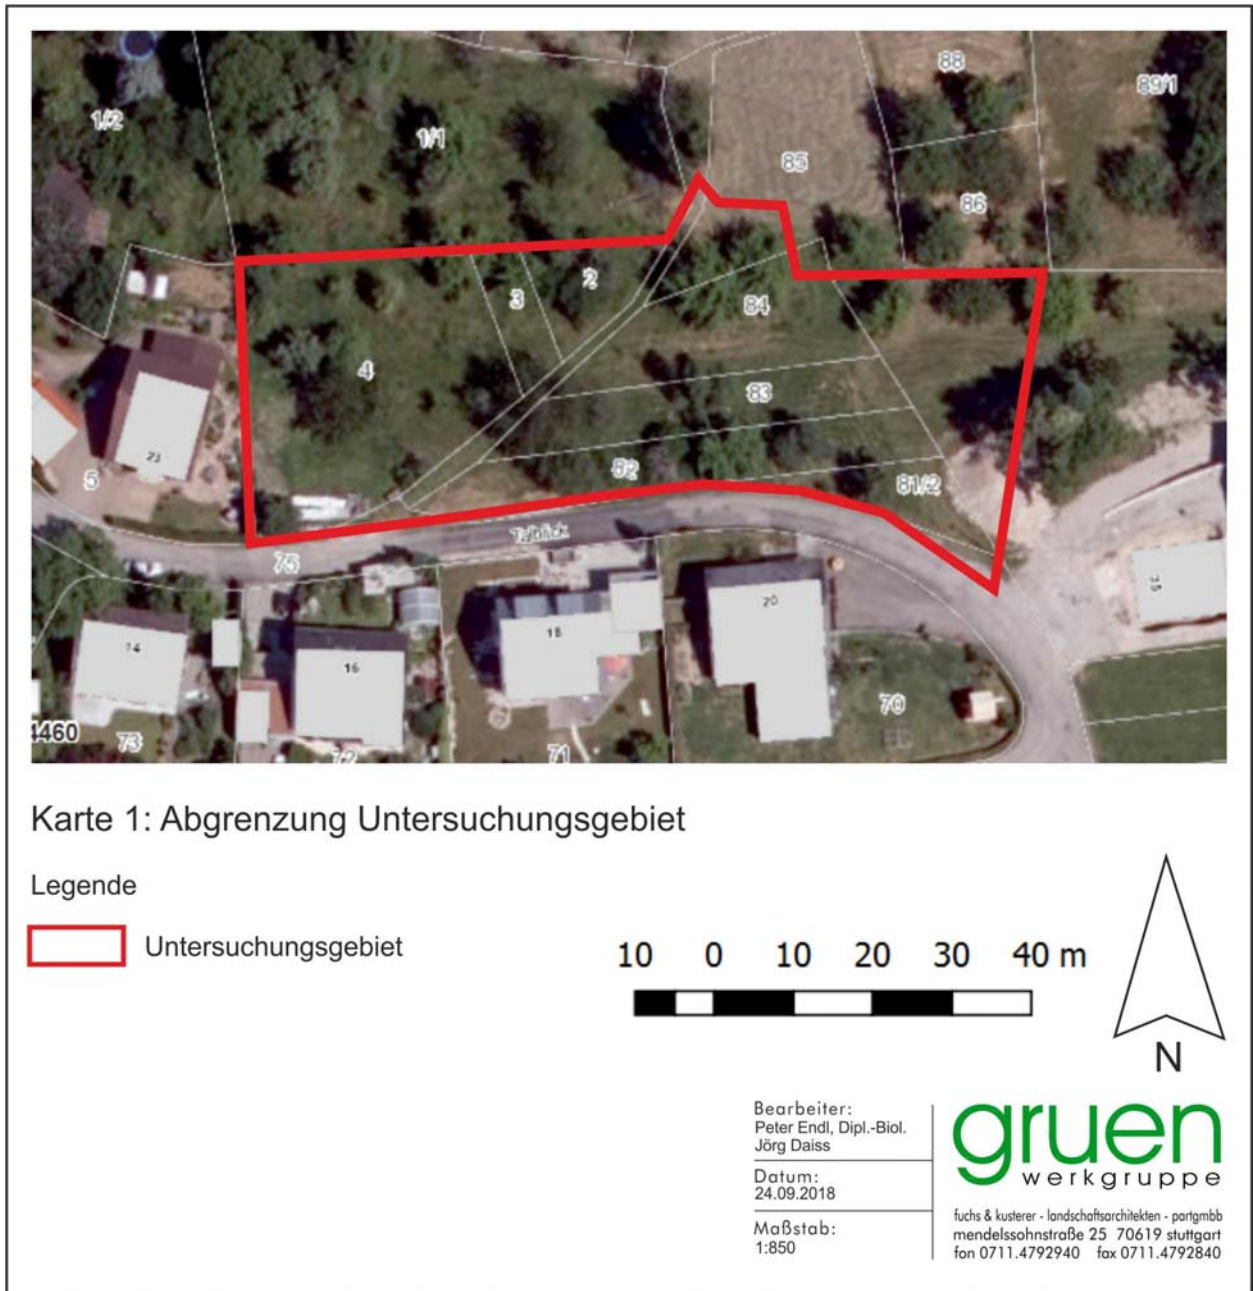 88
89/1
1/2
1/1
85
86
2
3
84
4
83
23
82
5
81/2
Talblick
75
35
20
18
14
16
70
4460
73
72
71
Karte 1: Abgrenzung Untersuchungsgebiet
Legende
Untersuchungsgebiet
10 0 10 20 30 40 m
N
Bearbeiter:
Peter Endl, Dipl.-Biol.
Jörg Daiss
Datum:
24.09.2018
Maßstab:
1:850
gruen
werkgruppe
fuchs & kusterer - landschaftsarchitekten - partgmbb
mendelssohnstraße 25 70619 stuttgart
fon 0711.4792940 fax 0711.4792840